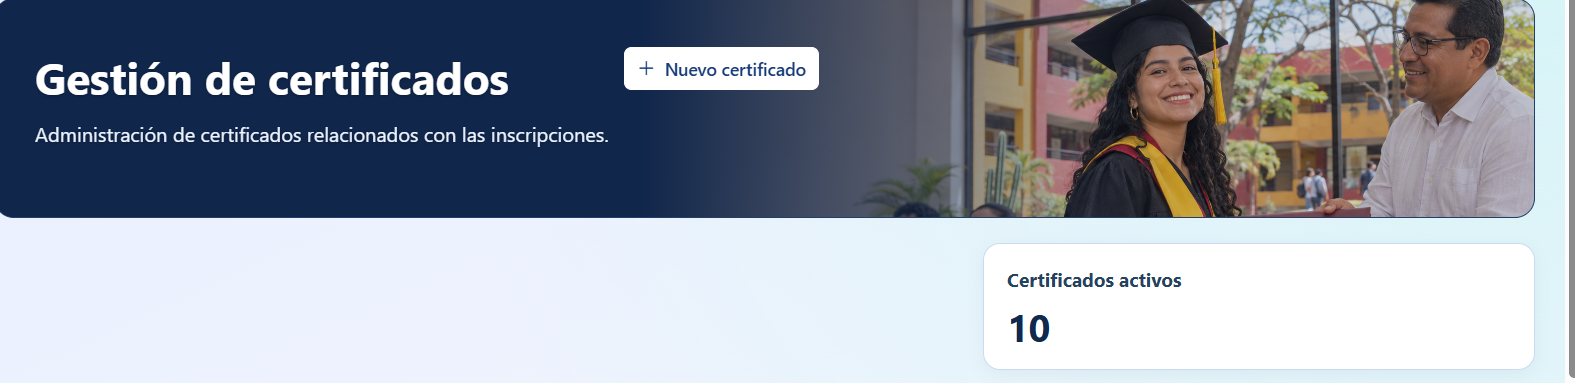 Gestión de certificados
+ Nuevo certificado
Administración de certificados relacionados con las inscripciones.
Certificados activos
10